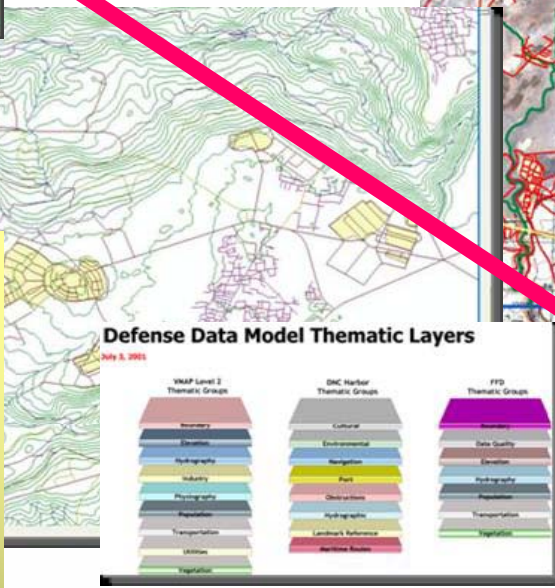 Defense Data Model Thematic Layers
July 3, 2001
VMAP Level 2
Thematic Groups
Boundary
Elevation
Hydrography
Industry
Physiography
Population
Transportation
Utilities
Vegetation
DNC Harbor
Thematic Groups
Cultural
Environmental
Navigation
Port
Obstructions
Hydrographic
Landmark Reference
Maritime Routes
FFD
Thematic Groups
Boundary
Data Quality
Elevation
Hydrography
Population
Transportation
Vegetation